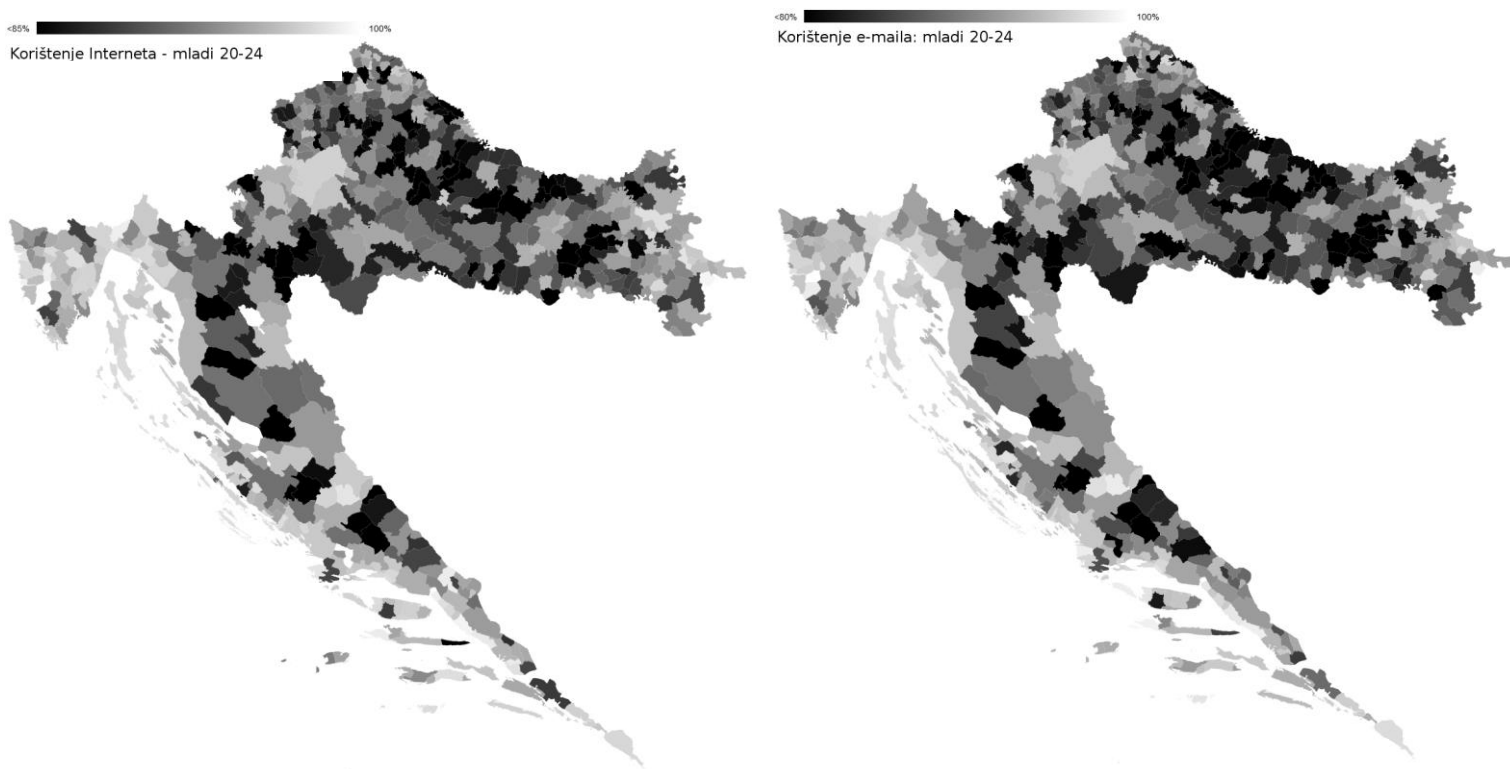 <85% 100%
Korištenje Interneta - mladi 20-24
<80% 100%
Korištenje e-maila: mladi 20-24